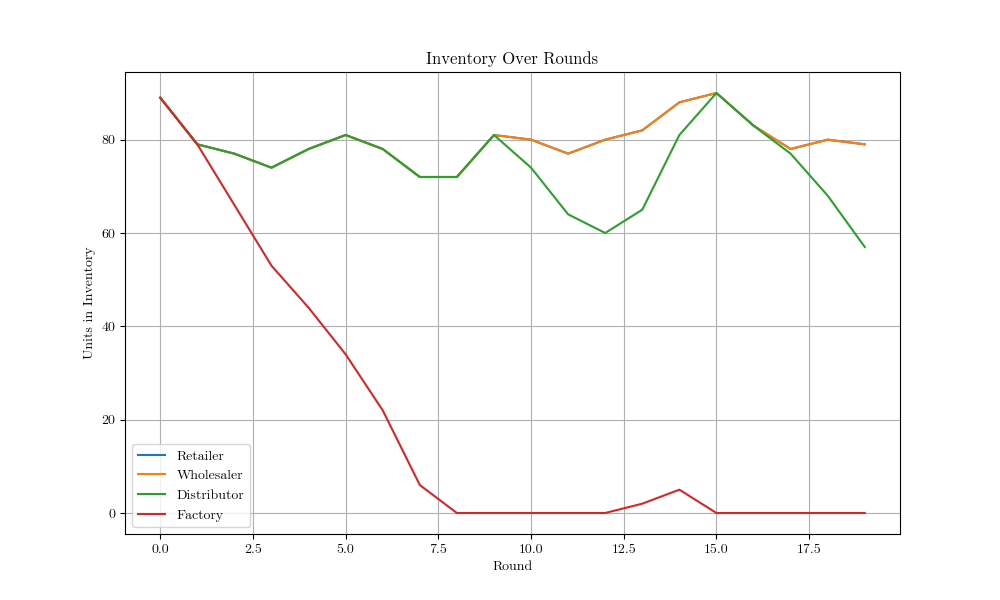 Inventory Over Rounds
Units in Inventory
80
60
40
20
0
Retailer
Wholesaler
Distributor
Factory
0.0 2.5 5.0 7.5 10.0 12.5 15.0 17.5
Round